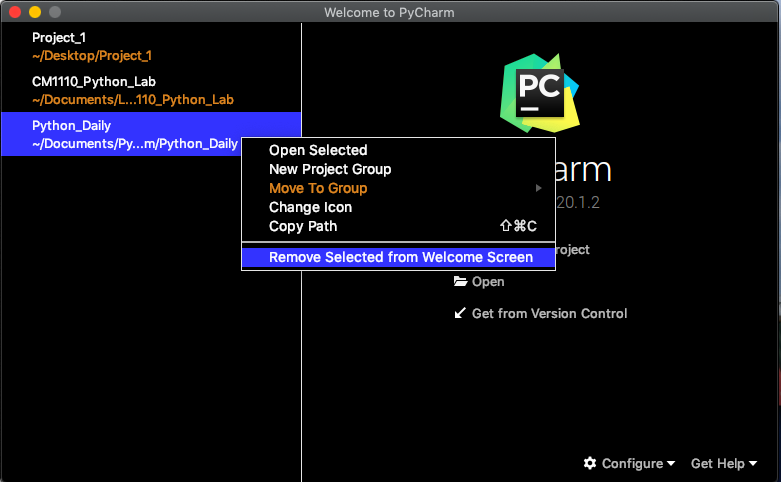 Welcome to PyCharm
Project_1
~/Desktop/Project_1
CM1110_Python_Lab
~/Documents/L...110_Python_Lab
Python_Daily
~/Documents/Py...m/Python_Daily
PC
Open Selected
New Project Group
Move To Group
Change Icon
Copy Path ⇧⌘C
Remove Selected from Welcome Screen
arm
20.1.2
roject
Open
Get from Version Control
Configure
Get Help